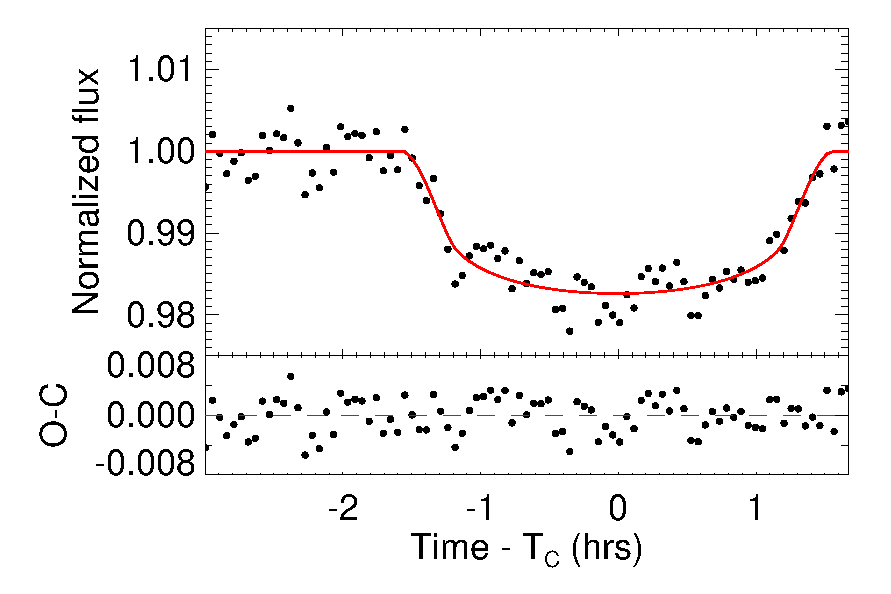 Normalized flux
1.01
1.00
0.99
0.98
O-C
0.008
0.000
-0.008
-2 -1 0 1
Time - T_C (hrs)